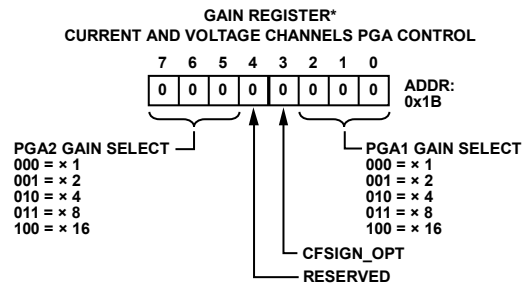 GAIN REGISTER*
CURRENT AND VOLTAGE CHANNELS PGA CONTROL
7 6 5 4 3 2 1 0
0 0 0 0 0 0 0 0
ADDR:
0x1B
PGA2 GAIN SELECT
000 = × 1
001 = × 2
010 = × 4
011 = × 8
100 = × 16
PGA1 GAIN SELECT
000 = × 1
001 = × 2
010 = × 4
011 = × 8
100 = × 16
CFSIGN_OPT
RESERVED